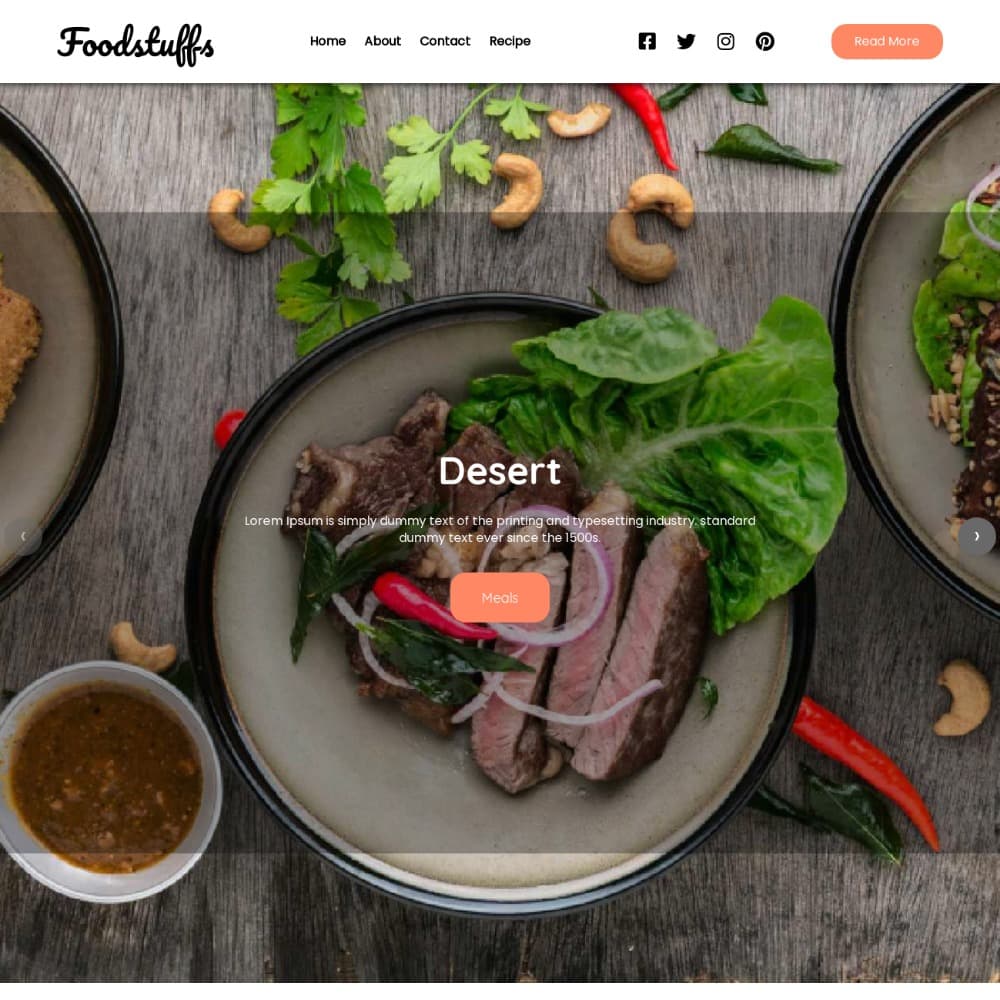 Foodstuffs
Home About Contact Recipe
Read More
Desert
Lorem Ipsum is simply dummy text of the printing and typesetting industry. standard
dummy text ever since the 1500s.
Meals